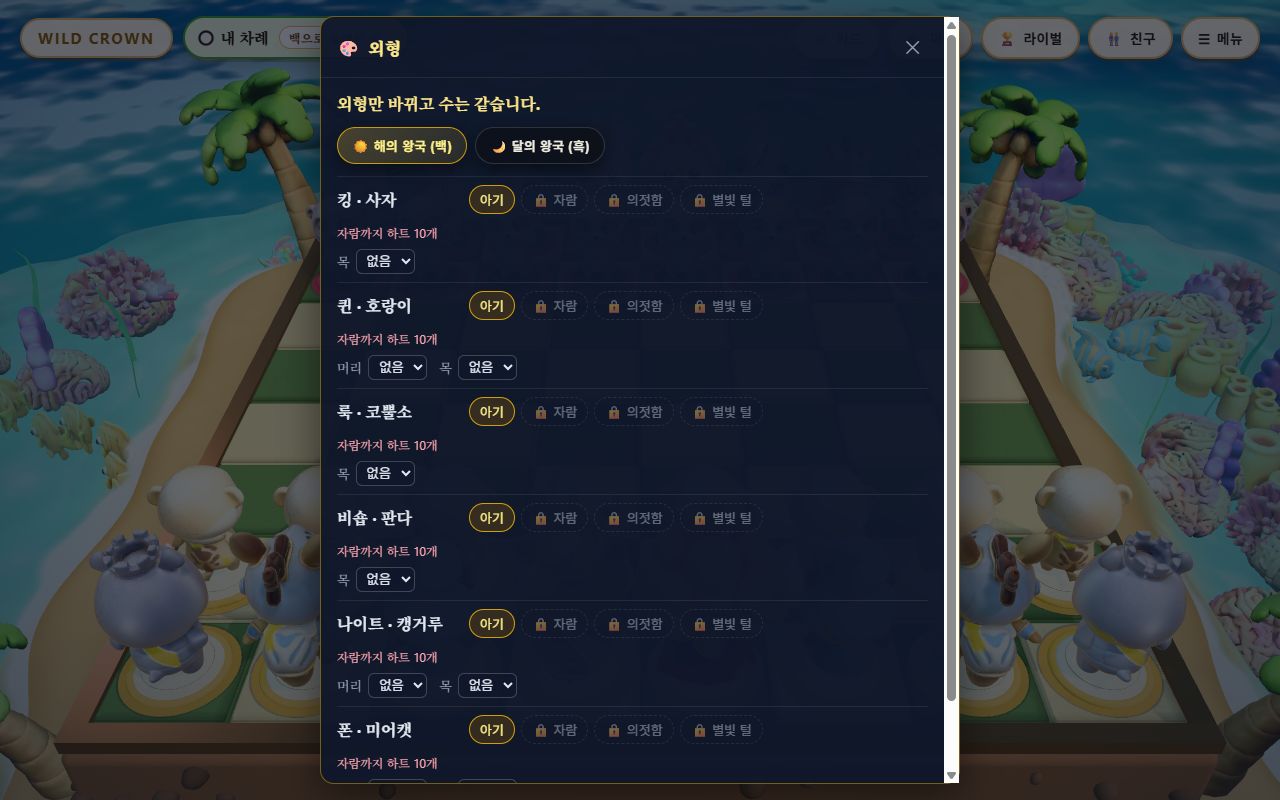 WILD CROWN
내 차례
백으로
외형
라이벌
친구
☰ 메뉴
외형만 바뀌고 수는 같습니다.
해의 왕국 (백) 달의 왕국 (흑)
킹 · 사자 아기 자람 의젓함 별빛 털
자람까지 하트 10개
목 없음
퀸 · 호랑이 아기 자람 의젓함 별빛 털
자람까지 하트 10개
머리 없음 목 없음
룩 · 코뿔소 아기 자람 의젓함 별빛 털
자람까지 하트 10개
목 없음
비숍 · 판다 아기 자람 의젓함 별빛 털
자람까지 하트 10개
목 없음
나이트 · 캥거루 아기 자람 의젓함 별빛 털
자람까지 하트 10개
머리 없음 목 없음
폰 · 미어캣 아기 자람 의젓함 별빛 털
자람까지 하트 10개